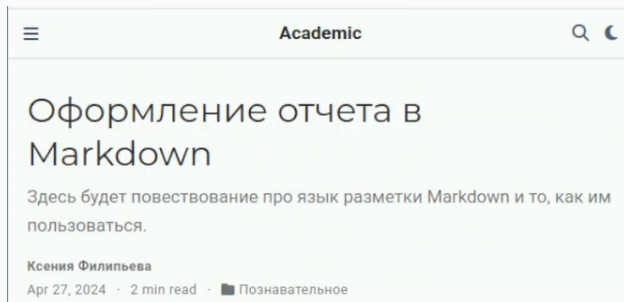 Academic
Оформление отчета в
Markdown
Здесь будет повествование про язык разметки Markdown и то, как им
пользоваться.
Ксения Филипьева
Apr 27, 2024 · 2 min read · Познавательное